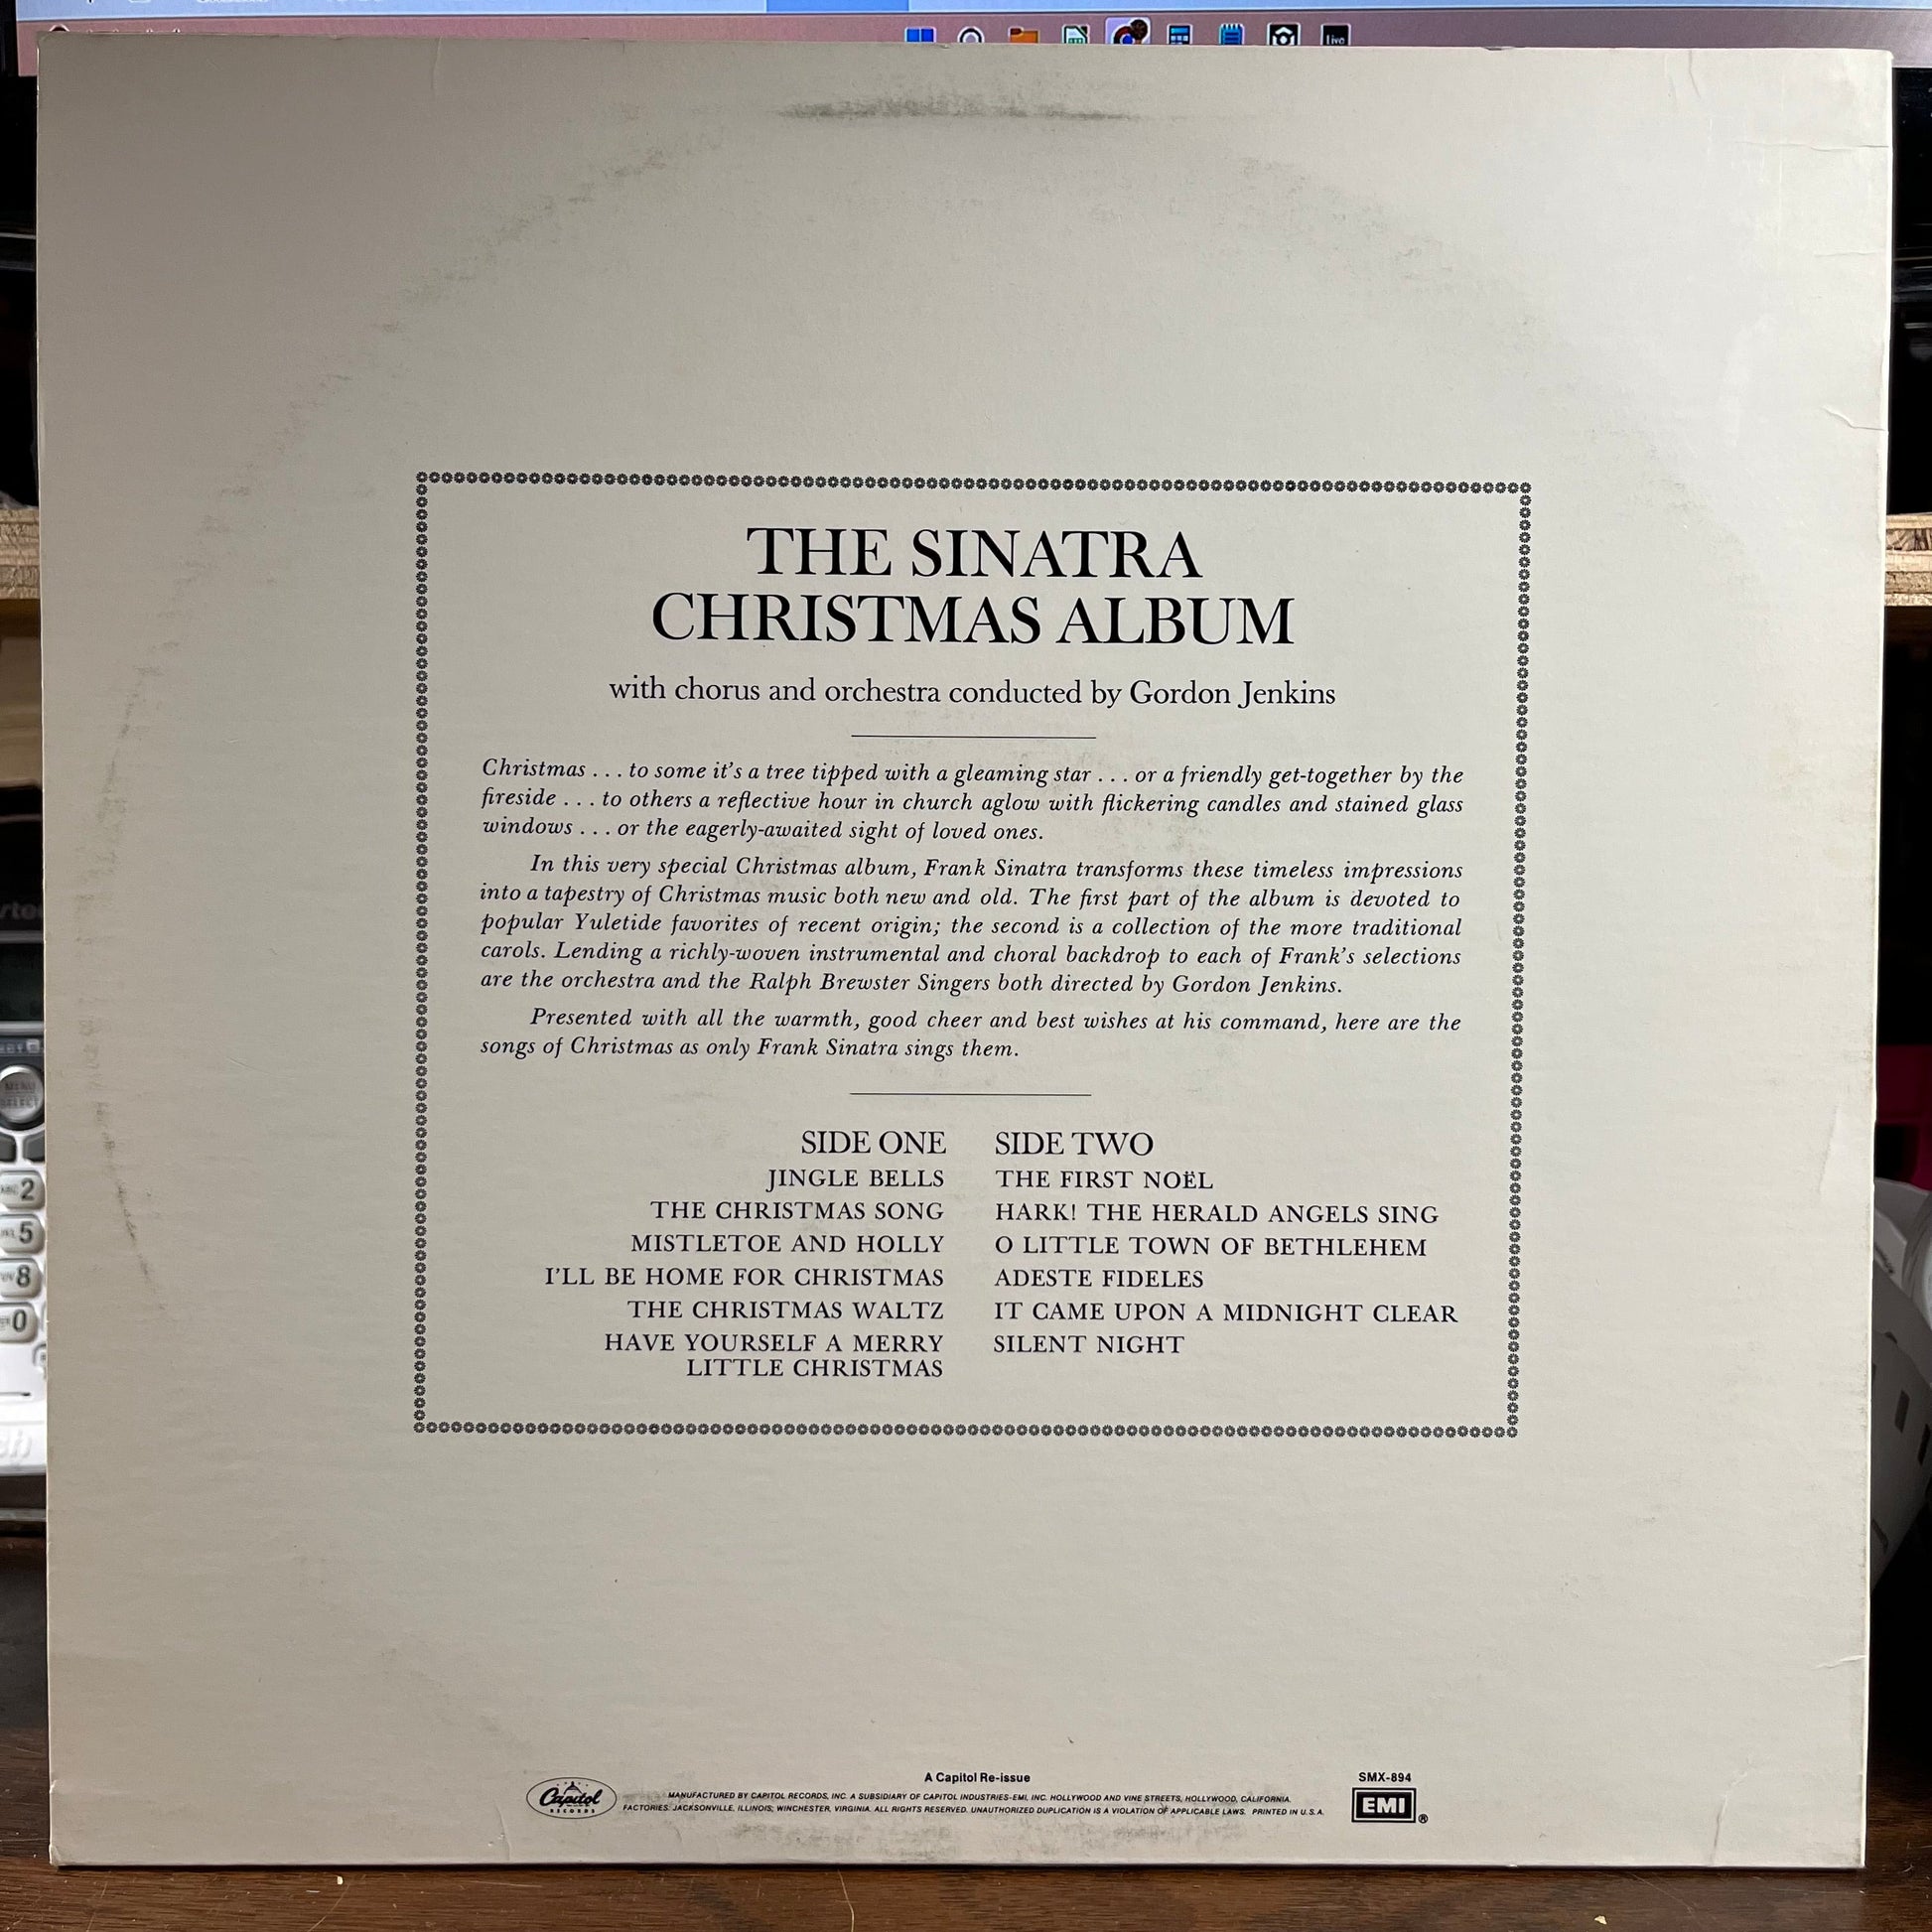 THE SINATRA
CHRISTMAS ALBUM
with chorus and orchestra conducted by Gordon Jenkins
Christmas . . . to some it's a tree tipped with a gleaming star . . . or a friendly get-together by the
fireside . . . to others a reflective hour in church aglow with flickering candles and stained glass
windows . . . or the eagerly-awaited sight of loved ones.
In this very special Christmas album, Frank Sinatra transforms these timeless impressions
into a tapestry of Christmas music both new and old. The first part of the album is devoted to
popular Yuletide favorites of recent origin; the second is a collection of the more traditional
carols. Lending a richly-woven instrumental and choral backdrop to each of Frank's selections
are the orchestra and the Ralph Brewster Singers both directed by Gordon Jenkins.
Presented with all the warmth, good cheer and best wishes at his command, here are the
songs of Christmas as only Frank Sinatra sings them.
SIDE ONE
JINGLE BELLS
THE CHRISTMAS SONG
MISTLETOE AND HOLLY
I'LL BE HOME FOR CHRISTMAS
THE CHRISTMAS WALTZ
HAVE YOURSELF A MERRY
LITTLE CHRISTMAS
SIDE TWO
THE FIRST NOËL
HARK! THE HERALD ANGELS SING
O LITTLE TOWN OF BETHLEHEM
ADESTE FIDELES
IT CAME UPON A MIDNIGHT CLEAR
SILENT NIGHT
Capitol
RECORDS
A Capitol Re-issue
MANUFACTURED BY CAPITOL RECORDS, INC. A SUBSIDIARY OF CAPITOL INDUSTRIES-EMI, INC. HOLLYWOOD AND VINE STREETS, HOLLYWOOD, CALIFORNIA.
FACTORIES: JACKSONVILLE, ILLINOIS; WINCHESTER, VIRGINIA. ALL RIGHTS RESERVED. UNAUTHORIZED DUPLICATION IS A VIOLATION OF APPLICABLE LAWS. PRINTED IN U.S.A.
SMX-894
EMI ®
2
5
8
0
MENU
SELECT
Live